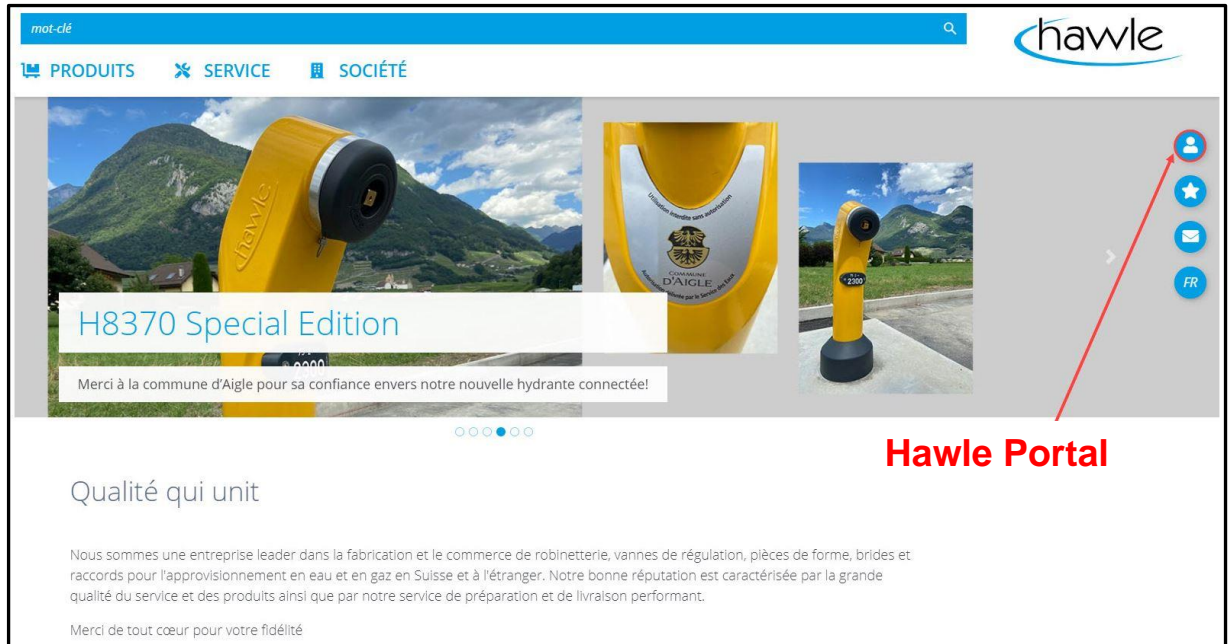 mot-clé
hawle
PRODUITS
SERVICE
SOCIÉTÉ
hawle
Utilisation interdite sans autorisation
COMMUNE
D'AIGLE
2300
FR
H8370 Special Edition
Merci à la commune d'Aigle pour sa confiance envers notre nouvelle hydrante connectée!
Hawle Portal
Qualité qui unit
Nous sommes une entreprise leader dans la fabrication et le commerce de robinetterie, vannes de régulation, pièces de forme, brides et
raccords pour l'approvisionnement en eau et en gaz en Suisse et à l'étranger. Notre bonne réputation est caractérisée par la grande
qualité du service et des produits ainsi que par notre service de préparation et de livraison performant.
Merci de tout cœur pour votre fidélité